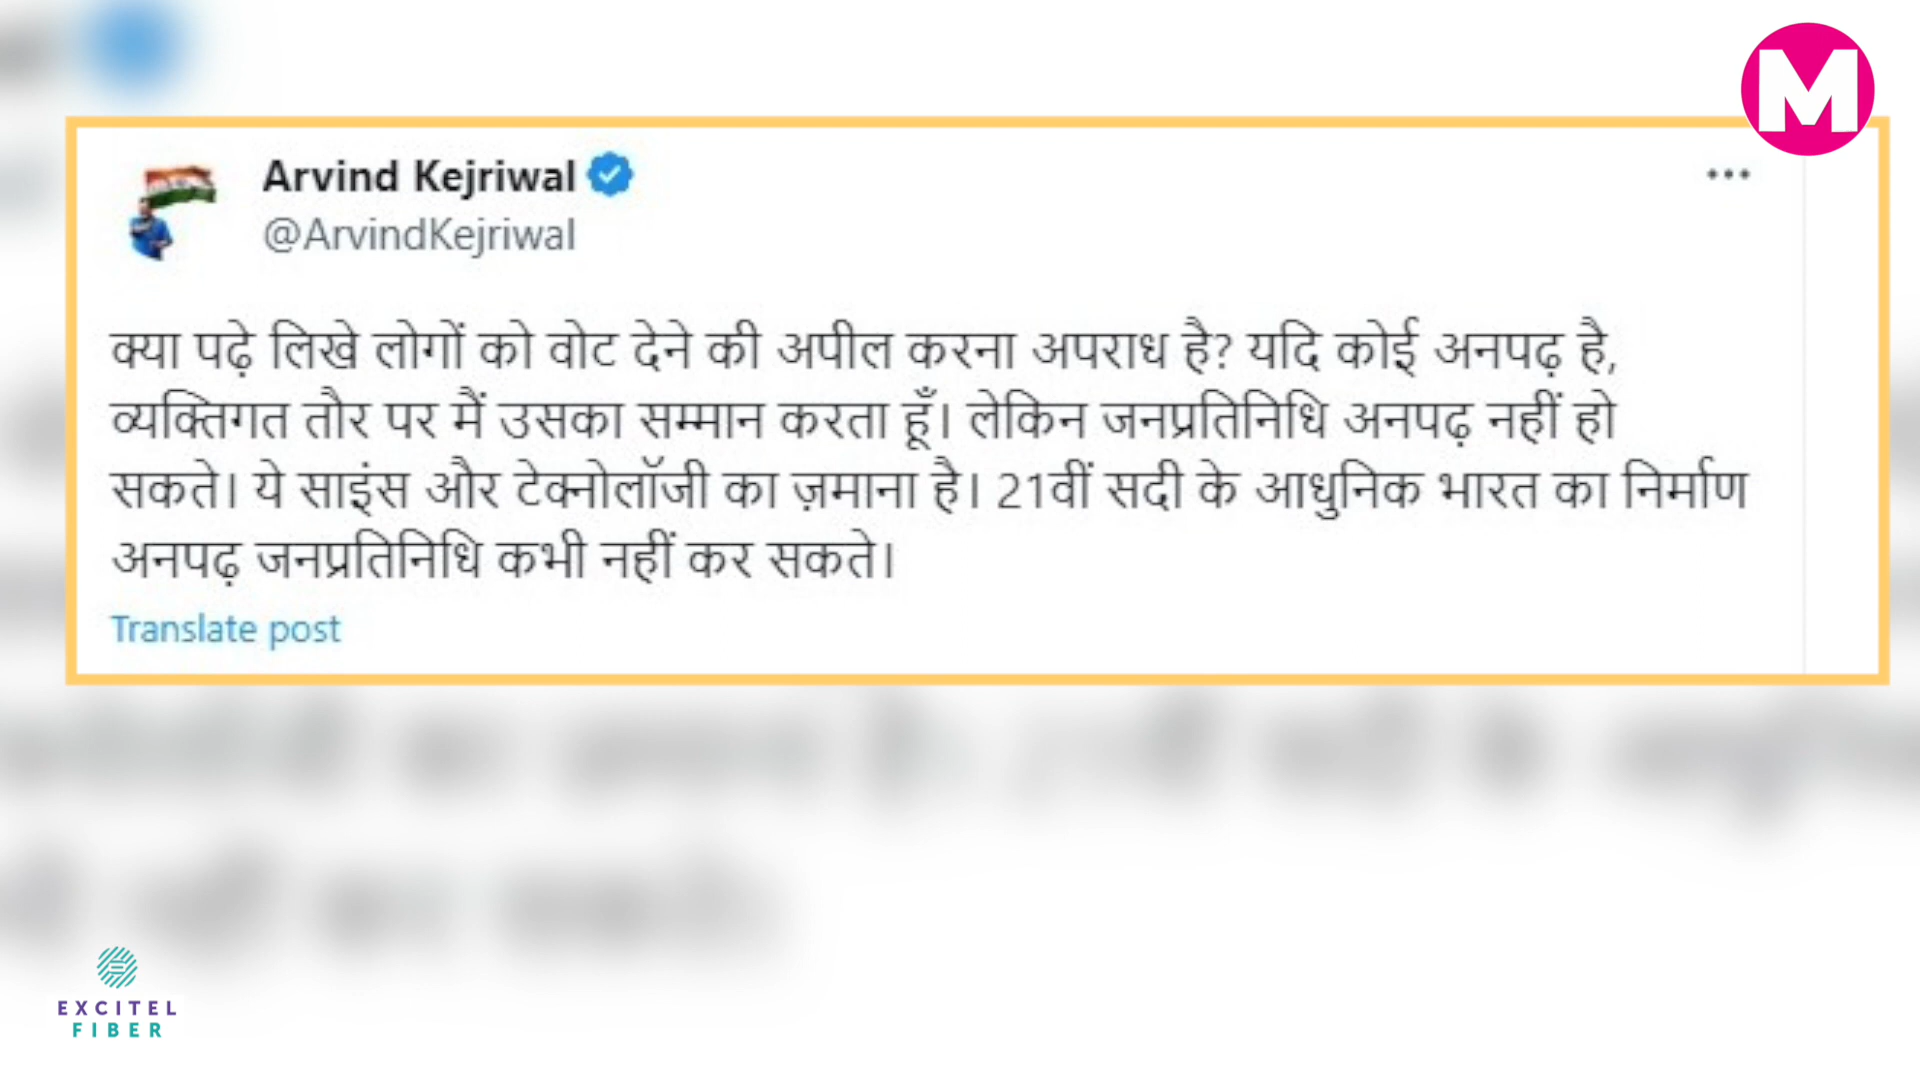 M
Arvind Kejriwal
@ArvindKejriwal
क्या पढ़े लिखे लोगों को वोट देने की अपील करना अपराध है? यदि कोई अनपढ़ है,
व्यक्तिगत तौर पर मैं उसका सम्मान करता हूँ। लेकिन जनप्रतिनिधि अनपढ़ नहीं हो
सकते। ये साइंस और टेक्नोलॉजी का ज़माना है। 21वीं सदी के आधुनिक भारत का निर्माण
अनपढ़ जनप्रतिनिधि कभी नहीं कर सकते।
Translate post
EXCITEL
FIBER